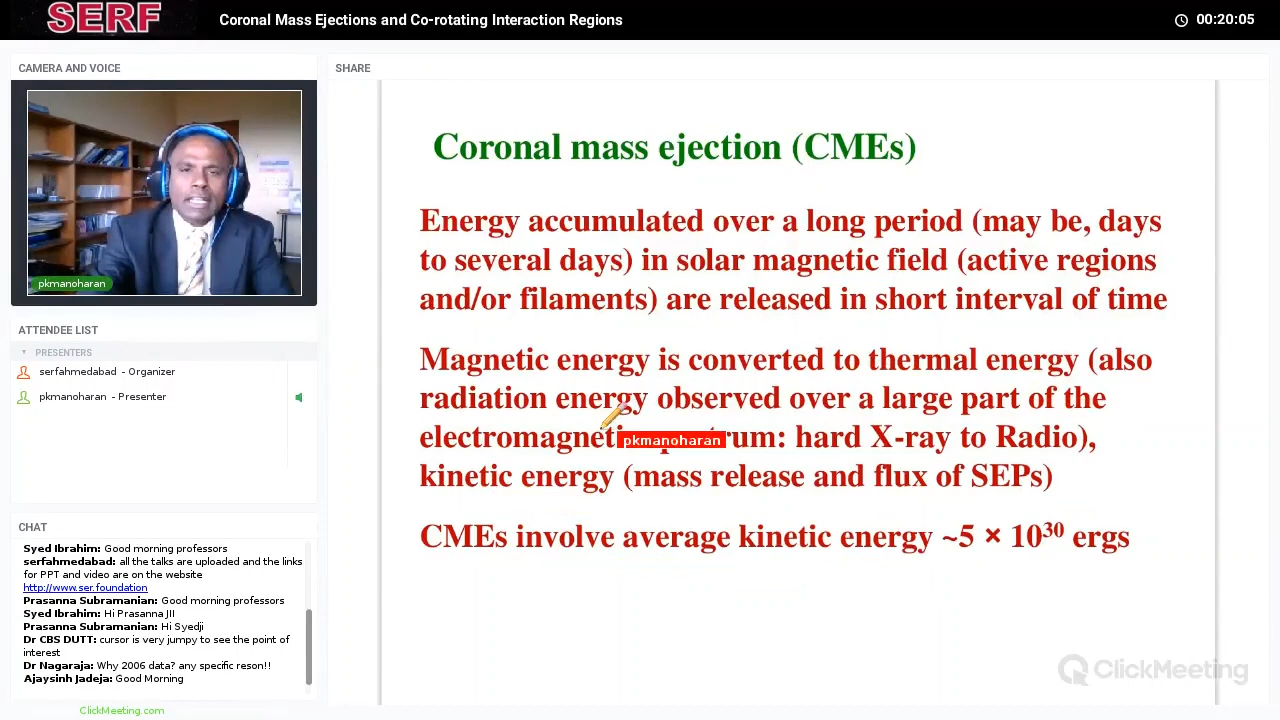 SERF
Coronal Mass Ejections and Co-rotating Interaction Regions
00:20:05
CAMERA AND VOICE
pkmanoharan
ATTENDEE LIST
PRESENTERS
serfahmedabad - Organizer
pkmanoharan - Presenter
CHAT
Syed Ibrahim: Good morning professors
serfahmedabad: all the talks are uploaded and the links
for PPT and video are on the website
http://www.ser.foundation
Prasanna Subramanian: Good morning professors
Syed Ibrahim: Hi Prasanna JII
Prasanna Subramanian: Hi Syedji
Dr CBS DUTT: cursor is very jumpy to see the point of
interest
Dr Nagaraja: Why 2006 data? any specific reson!!
Ajaysinh Jadeja: Good Morning
ClickMeeting.com
SHARE
Coronal mass ejection (CMEs)
Energy accumulated over a long period (may be, days
to several days) in solar magnetic field (active regions
and/or filaments) are released in short interval of time
Magnetic energy is converted to thermal energy (also
radiation energy observed over a large part of the
electromagneti pkmanoharan rum: hard X-ray to Radio),
kinetic energy (mass release and flux of SEPs)
CMEs involve average kinetic energy ~5 × 10³⁰ ergs
ClickMeeting